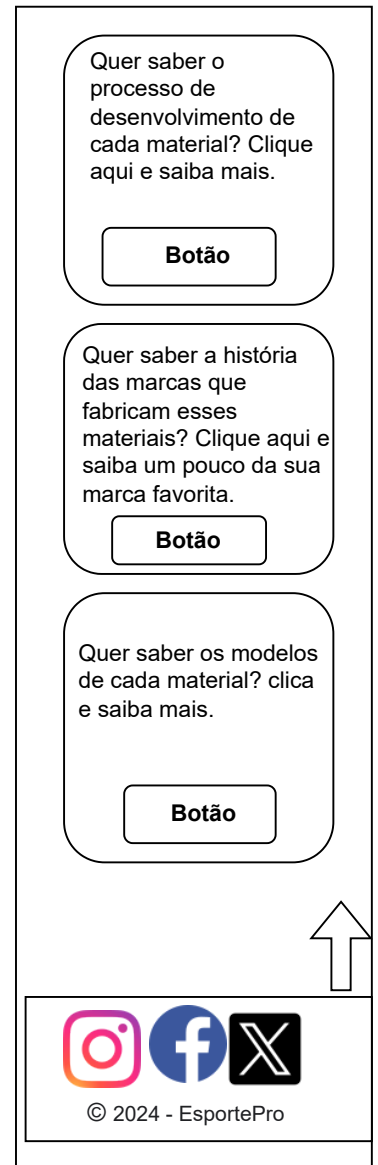 Quer saber o
processo de
desenvolvimento de
cada material? Clique
aqui e saiba mais.
Botão
Quer saber a história
das marcas que
fabricam esses
materiais? Clique aqui e
saiba um pouco da sua
marca favorita.
Botão
Quer saber os modelos
de cada material? clica
e saiba mais.
Botão
© 2024 - EsportePro